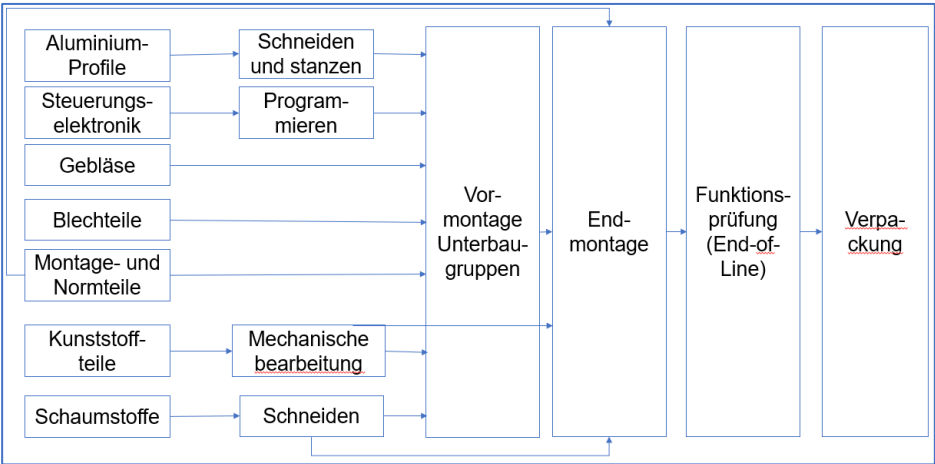 Aluminium-
Profile
Schneiden
und stanzen
Steuerungs-
elektronik
Program-
mieren
Gebläse
Blechteile
Montage- und
Normteile
Kunststoff-
teile
Mechanische
bearbeitung
Schaumstoffe
Schneiden
Vor-
montage
Unterbau-
gruppen
End-
montage
Funktions-
prüfung
(End-of-
Line)
Verpa-
ckung